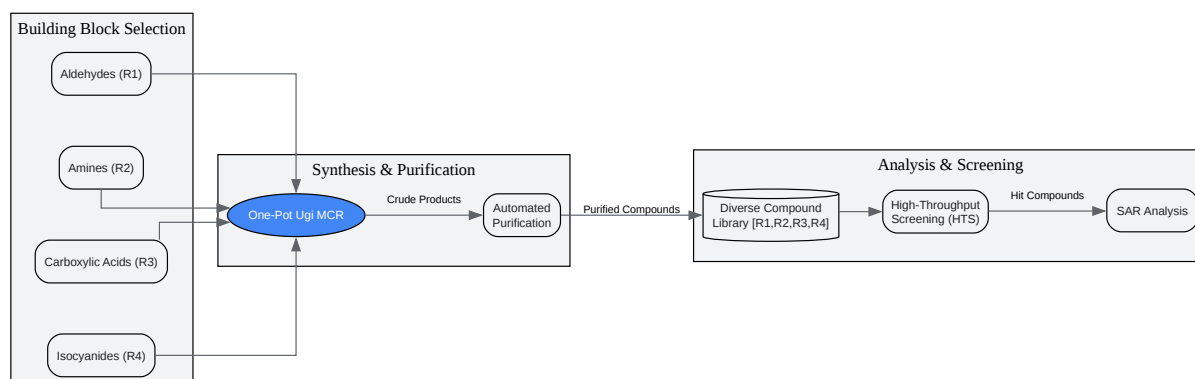 Building Block Selection
Aldehydes (R1)
Amines (R2)
Carboxylic Acids (R3)
Isocyanides (R4)
Synthesis & Purification
One-Pot Ugi MCR
Crude Products
Automated
Purification
Purified Compounds
Analysis & Screening
Diverse Compound
Library [R1,R2,R3,R4]
High-Throughput
Screening (HTS)
Hit Compounds
SAR Analysis